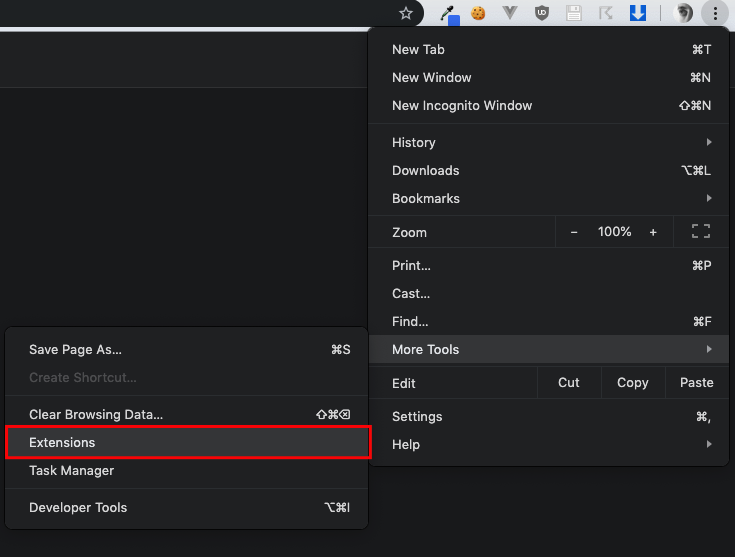 New Tab ⌘T
New Window ⌘N
New Incognito Window ⇧⌘N
History
Downloads ⌥⌘L
Bookmarks
Zoom − 100% +
Print... ⌘P
Cast...
Find... ⌘F
More Tools
Edit Cut Copy Paste
Settings ⌘,
Help
Save Page As... ⌘S
Create Shortcut...
Clear Browsing Data... ⇧⌘⌫
Extensions
Task Manager
Developer Tools ⌥⌘I